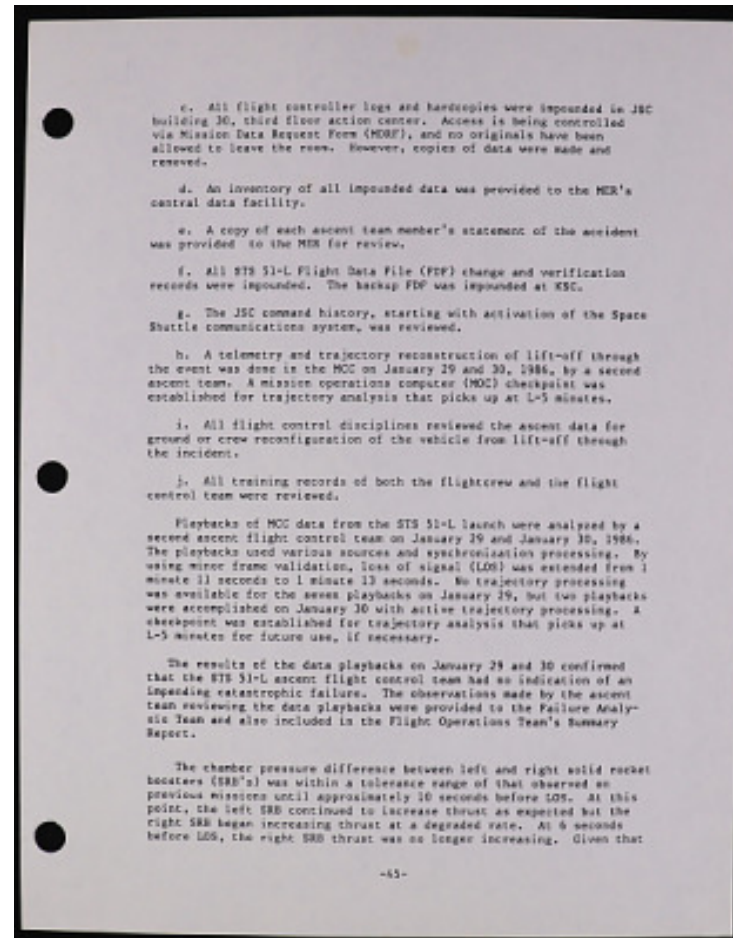 c. All flight controller logs and hardcopies were impounded in JSC
building 30, third floor action center. Access is being controlled
via Mission Data Request Form (MDRF), and no originals have been
allowed to leave the room. However, copies of data were made and
removed.
d. An inventory of all impounded data was provided to the MER's
central data facility.
e. A copy of each ascent team member's statement of the accident
was provided to the MER for review.
f. All STS 51-L Flight Data File (FDF) change and verification
records were impounded. The backup FDF was impounded at KSC.
g. The JSC command history, starting with activation of the Space
Shuttle communications system, was reviewed.
h. A telemetry and trajectory reconstruction of lift-off through
the event was done in the MCC on January 29 and 30, 1986, by a second
ascent team. A mission operations computer (MOC) checkpoint was
established for trajectory analysis that picks up at L-5 minutes.
i. All flight control disciplines reviewed the ascent data for
ground or crew reconfiguration of the vehicle from lift-off through
the incident.
j. All training records of both the flightcrew and the flight
control team were reviewed.
Playbacks of MCC data from the STS 51-L launch were analyzed by a
second ascent flight control team on January 29 and January 30, 1986.
The playbacks used various sources and synchronization processing. By
using minor frame validation, loss of signal (LOS) was extended from 1
minute 11 seconds to 1 minute 13 seconds. No trajectory processing
was available for the seven playbacks on January 29, but two playbacks
were accomplished on January 30 with active trajectory processing. A
checkpoint was established for trajectory analysis that picks up at
L-5 minutes for future use, if necessary.
The results of the data playbacks on January 29 and 30 confirmed
that the STS 51-L ascent flight control team had no indication of an
impending catastrophic failure. The observations made by the ascent
team reviewing the data playbacks were provided to the Failure Analy-
sis Team and also included in the Flight Operations Team's Summary
Report.
The chamber pressure difference between left and right solid rocket
boosters (SRB's) was within a tolerance range of that observed on
previous missions until approximately 10 seconds before LOS. At this
point, the left SRB continued to increase thrust as expected but the
right SRB began increasing thrust at a degraded rate. At 6 seconds
before LOS, the right SRB thrust was no longer increasing. Given that
-45-